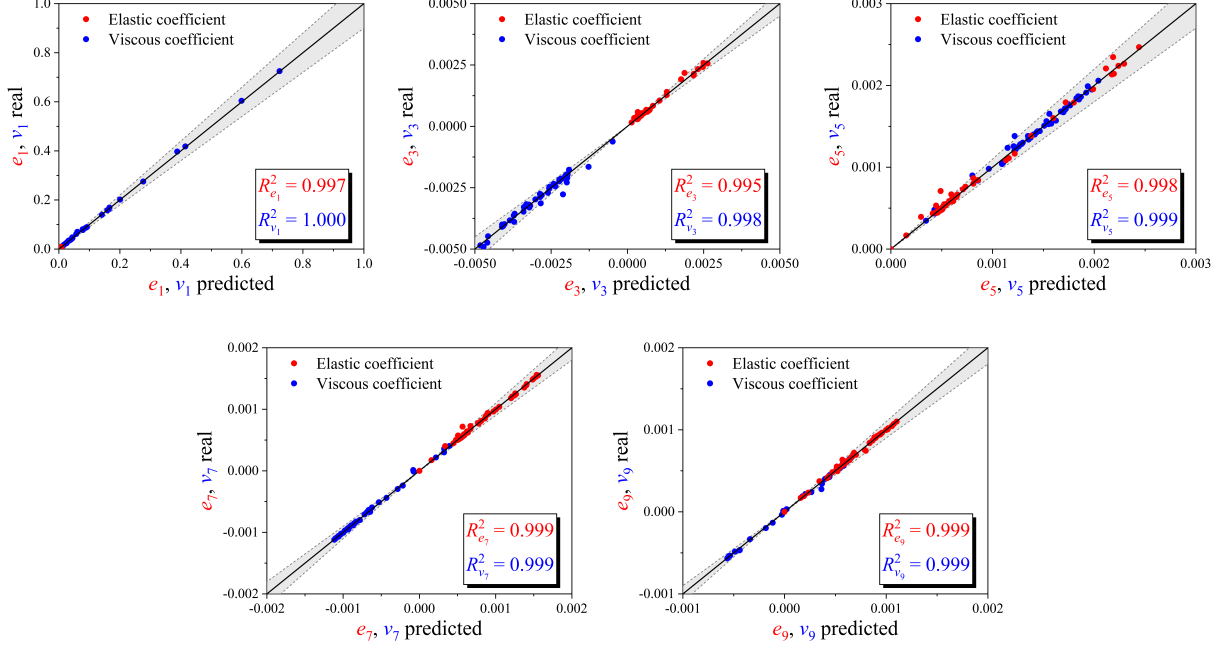 Elastic coefficient
Viscous coefficient
e1, v1 real
1.0
0.8
0.6
0.4
0.2
0.0
R²e1 = 0.997
R²v1 = 1.000
0.0 0.2 0.4 0.6 0.8 1.0
e1, v1 predicted
Elastic coefficient
Viscous coefficient
e3, v3 real
0.0050
0.0025
0.0000
-0.0025
-0.0050
R²e3 = 0.995
R²v3 = 0.998
-0.0050 -0.0025 0.0000 0.0025 0.0050
e3, v3 predicted
Elastic coefficient
Viscous coefficient
e5, v5 real
0.003
0.002
0.001
0.000
R²e5 = 0.998
R²v5 = 0.999
0.000 0.001 0.002 0.003
e5, v5 predicted
Elastic coefficient
Viscous coefficient
e7, v7 real
0.002
0.001
0.000
-0.001
-0.002
R²e7 = 0.999
R²v7 = 0.999
-0.002 -0.001 0.000 0.001 0.002
e7, v7 predicted
Elastic coefficient
Viscous coefficient
e9, v9 real
0.002
0.001
0.000
-0.001
R²e9 = 0.999
R²v9 = 0.999
-0.001 0.000 0.001 0.002
e9, v9 predicted